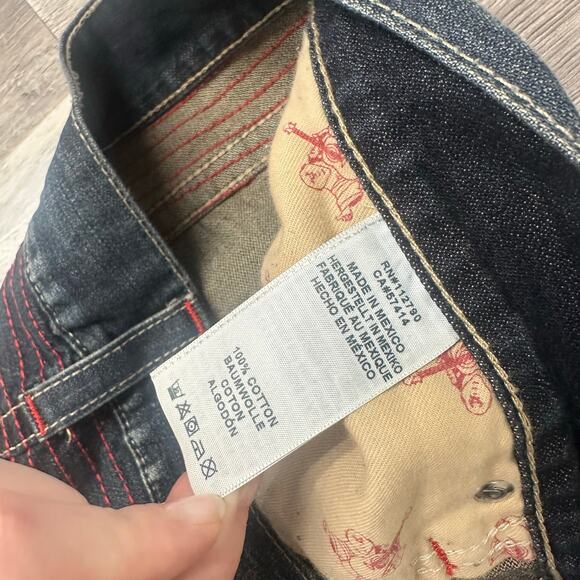 RN#112790
CA#57414
MADE IN MEXICO
HERGESTELLT IN MEXIKO
FABRIQUÉ AU MEXIQUE
HECHO EN MÉXICO
100% COTTON
BAUMWOLLE
COTON
ALGODÓN